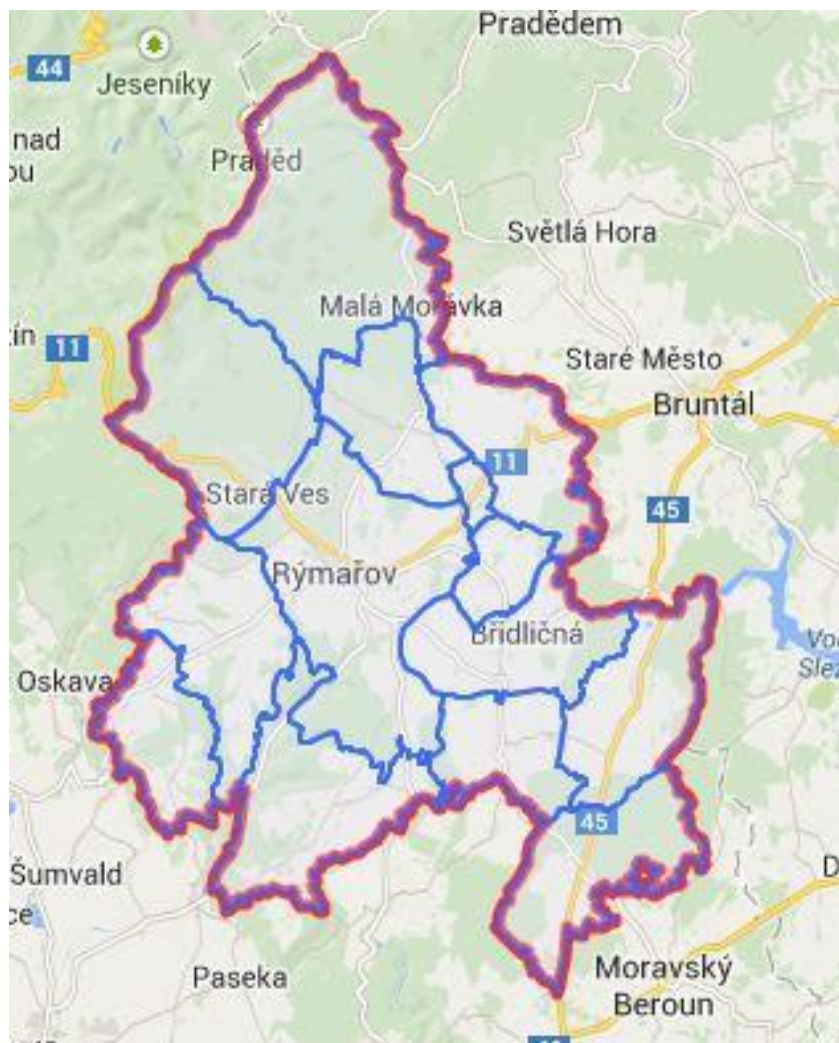 Pradědem
44
Jeseníky
nad
ou
Praděd
Světlá Hora
Malá Morávka
ín
11
Staré Město
Bruntál
11
Stará Ves
45
Rýmařov
Břidličná
Vo
Slez
Oskava
45
Šumvald
ce
D
Paseka
Moravský
Beroun